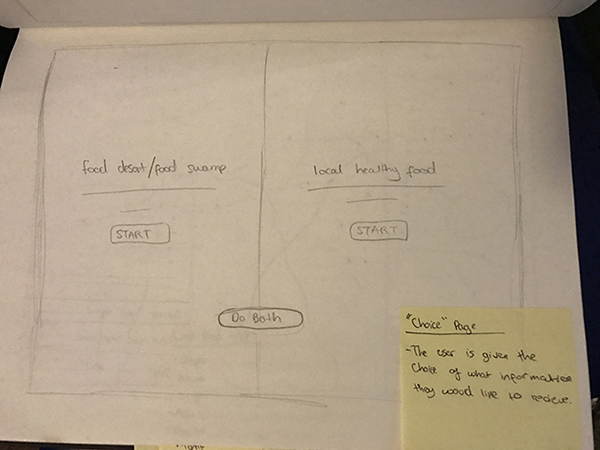 food desert/food swamp
local healthy food
START
START
Do Both
"Choice" Page
-The user is given the
Choice of what information
they would like to recieve.